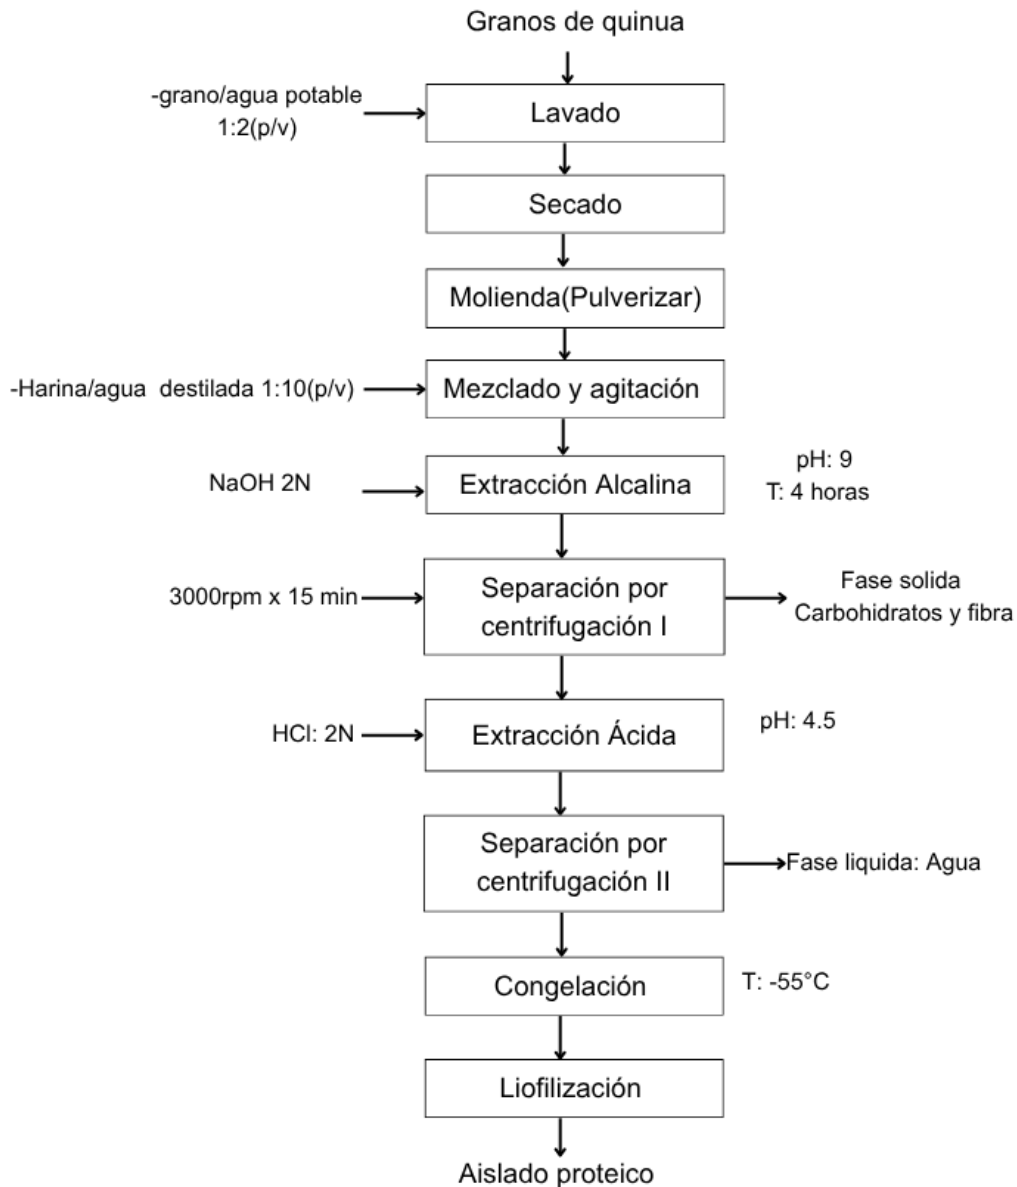 Granos de quinua
-grano/agua potable
1:2(p/v)
Lavado
Secado
Molienda(Pulverizar)
-Harina/agua destilada 1:10(p/v)
Mezclado y agitación
NaOH 2N
Extracción Alcalina
pH: 9
T: 4 horas
3000rpm x 15 min
Separación por
centrifugación I
Fase solida
Carbohidratos y fibra
HCl: 2N
Extracción Ácida
pH: 4.5
Separación por
centrifugación II
Fase liquida: Agua
Congelación
T: -55°C
Liofilización
Aislado proteico